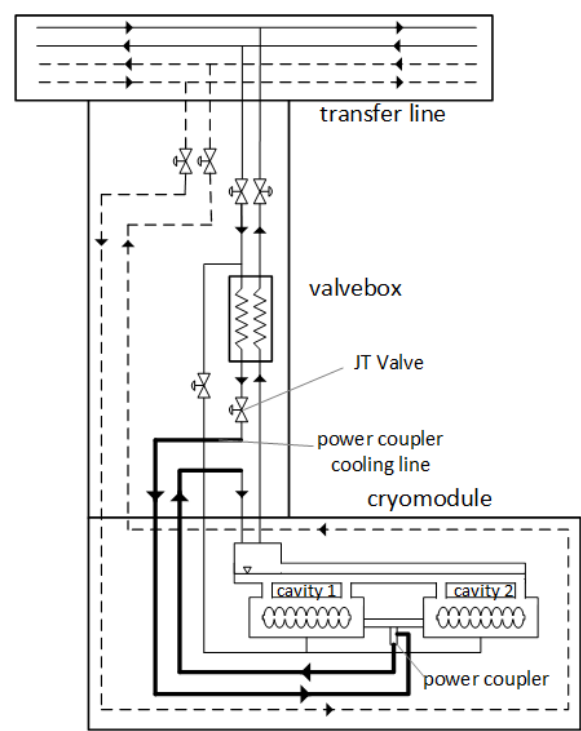 transfer line
valvebox
JT Valve
power coupler
cooling line
cryomodule
cavity 1
cavity 2
power coupler